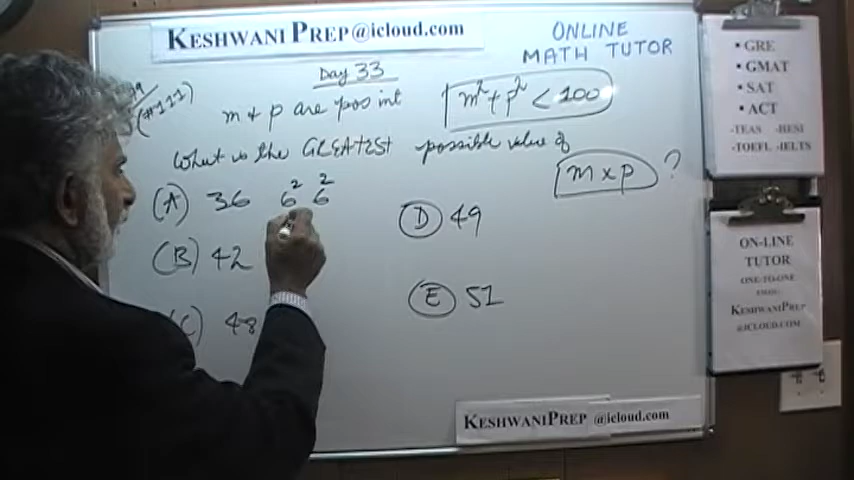 KESHWANI PREP@icloud.com
ONLINE
MATH TUTOR
Day 33
(#111)
m + p are pos int
m² + p² < 100
What is the GREATEST possible value of
m × p ?
(A) 36 6² 6²
(B) 42
(C) 48
(D) 49
(E) 51
KESHWANIPREP @icloud.com
• GRE
• GMAT
• SAT
• ACT
-TEAS -HESI
-TOEFL -IELTS
ON-LINE
TUTOR
ONE-TO-ONE
KESHWANIPREP
@ICLOUD.COM